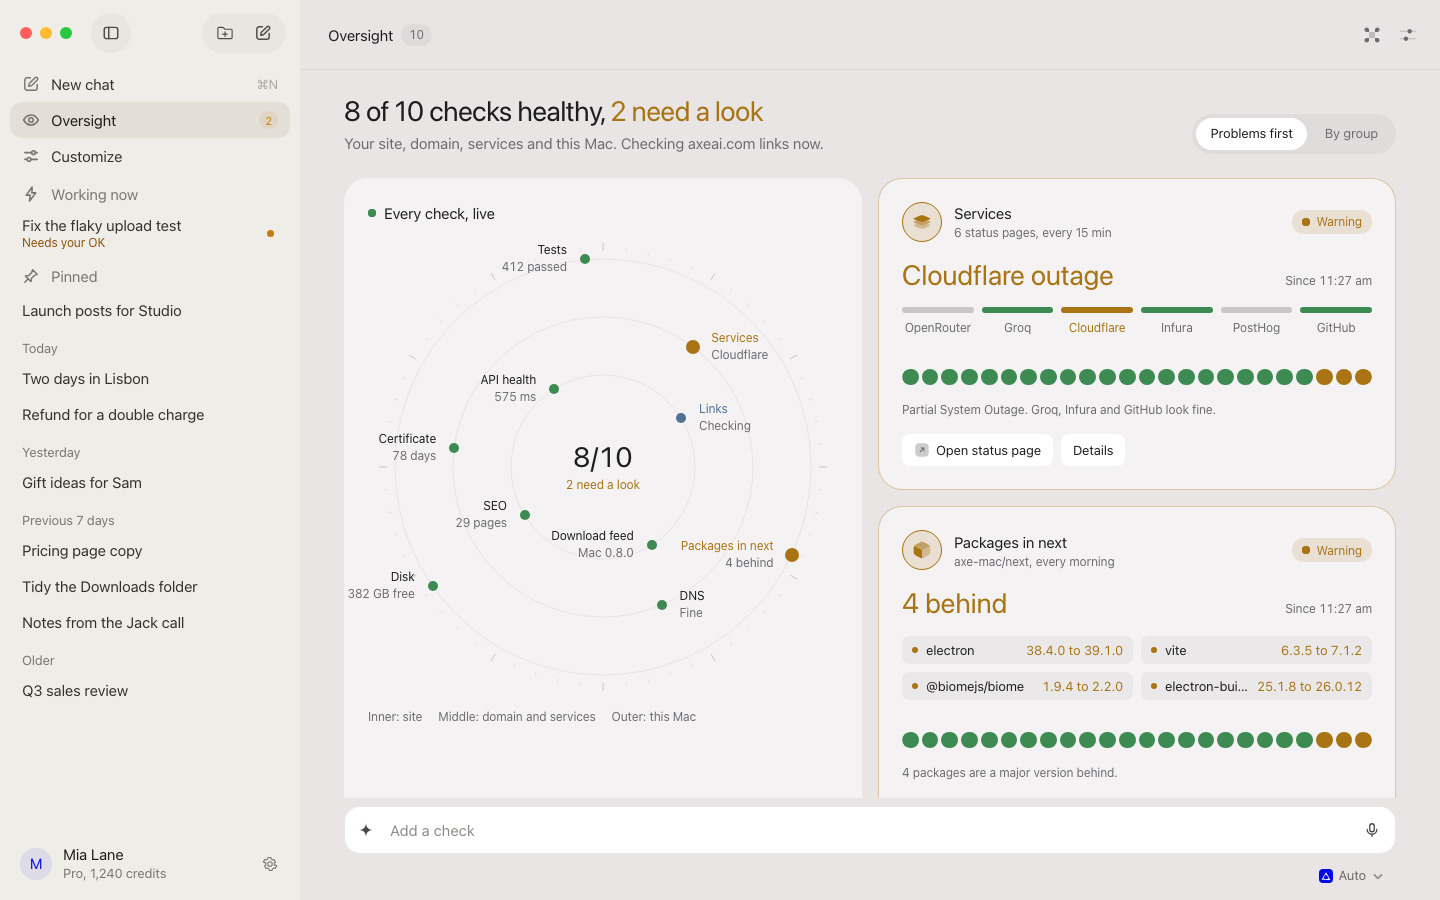 New chat
⌘N
Oversight
2
Customize
Working now
Fix the flaky upload test
Needs your OK
Pinned
Launch posts for Studio
Today
Two days in Lisbon
Refund for a double charge
Yesterday
Gift ideas for Sam
Previous 7 days
Pricing page copy
Tidy the Downloads folder
Notes from the Jack call
Older
Q3 sales review
M
Mia Lane
Pro, 1,240 credits
Oversight 10
8 of 10 checks healthy, 2 need a look
Your site, domain, services and this Mac. Checking axeai.com links now.
Problems first
By group
Every check, live
Tests
412 passed
Services
Cloudflare
API health
575 ms
Links
Checking
Certificate
78 days
8/10
2 need a look
SEO
29 pages
Download feed
Mac 0.8.0
Packages in next
4 behind
Disk
382 GB free
DNS
Fine
Inner: site
Middle: domain and services
Outer: this Mac
Services
6 status pages, every 15 min
Warning
Cloudflare outage
Since 11:27 am
OpenRouter
Groq
Cloudflare
Infura
PostHog
GitHub
Partial System Outage. Groq, Infura and GitHub look fine.
Open status page
Details
Packages in next
axe-mac/next, every morning
Warning
4 behind
Since 11:27 am
electron 38.4.0 to 39.1.0
vite 6.3.5 to 7.1.2
@biomejs/biome 1.9.4 to 2.2.0
electron-bui... 25.1.8 to 26.0.12
4 packages are a major version behind.
Add a check
Auto